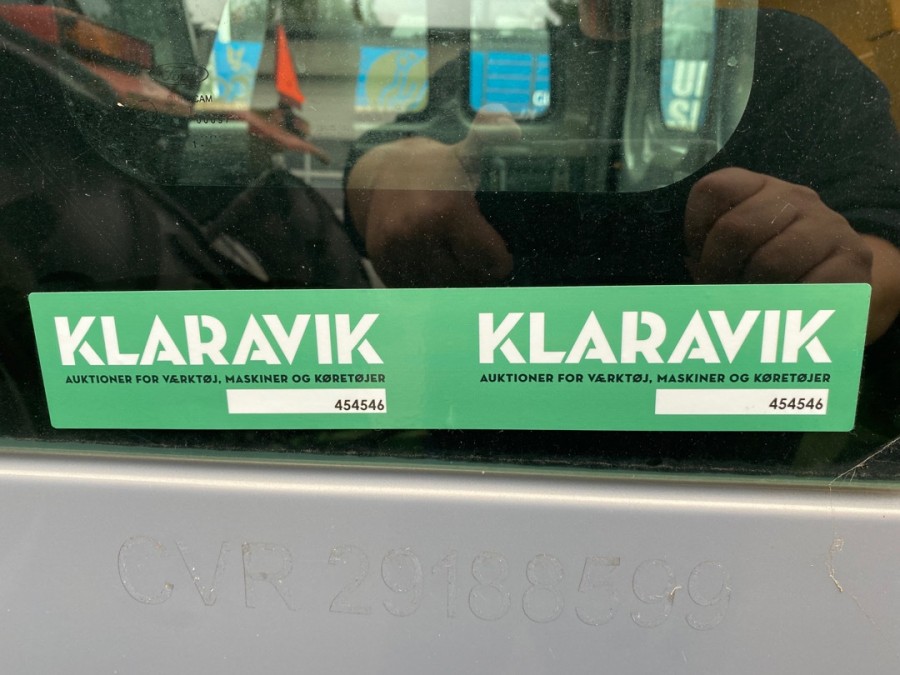 KLARAVIK
AUKTIONER FOR VÆRKTØJ, MASKINER OG KØRETØJER
454546
KLARAVIK
AUKTIONER FOR VÆRKTØJ, MASKINER OG KØRETØJER
454546
CVR 29188599